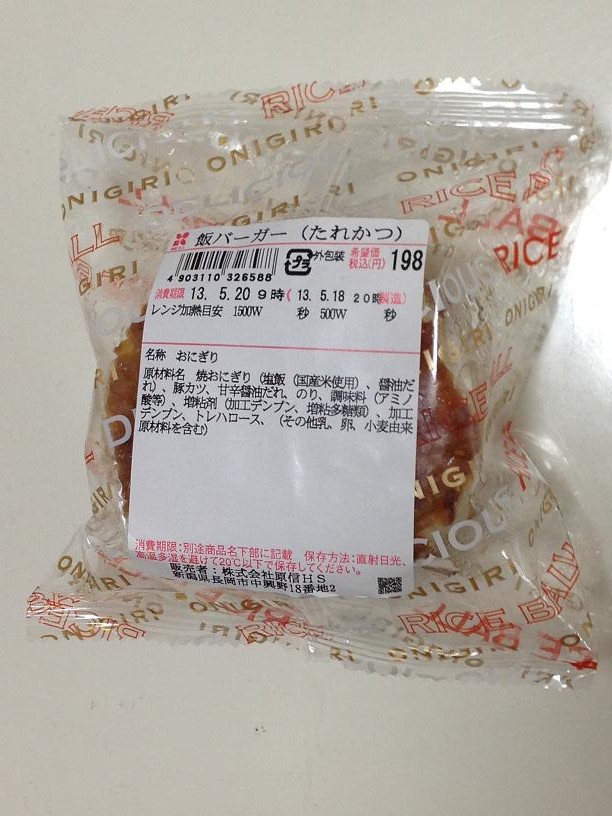 RICE
ONIGIRI
ONIGIRI
RICE
RICE
飯バーガー（たれかつ）
4 903110 326588
プラ
外包装
希望価
税込(円)
198
消費期限 13. 5.20 9時( 13. 5.18 20時製造)
レンジ加熱目安 1500W 秒 500W 秒
名称 おにぎり
原材料名 焼おにぎり（塩飯（国産米使用）、醤油だ
れ）、豚カツ、甘辛醤油だれ、のり、調味料（アミノ
酸等）、増粘剤（加工デンプン、増粘多糖類）、加工
デンプン、トレハロース、（その他乳、卵、小麦由来
原材料を含む）
消費期限：別途商品名下部に記載 保存方法：直射日光、
高温多湿を避けて20℃以下で保存してください。
販売者：株式会社原信HS
新潟県長岡市中興野18番地2
ONIGIRI
RICE BALL
ONIGIRI